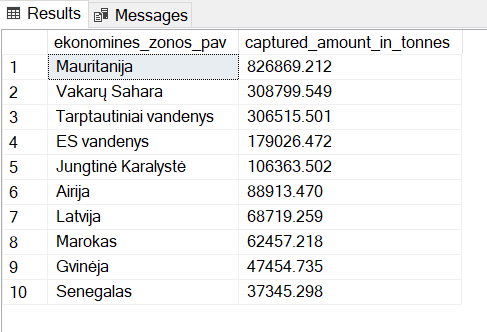 Results Messages
ekonomines_zonos_pav captured_amount_in_tonnes
1 Mauritanija 826869.212
2 Vakarų Sahara 308799.549
3 Tarptautiniai vandenys 306515.501
4 ES vandenys 179026.472
5 Jungtinė Karalystė 106363.502
6 Airija 88913.470
7 Latvija 68719.259
8 Marokas 62457.218
9 Gvinėja 47454.735
10 Senegalas 37345.298